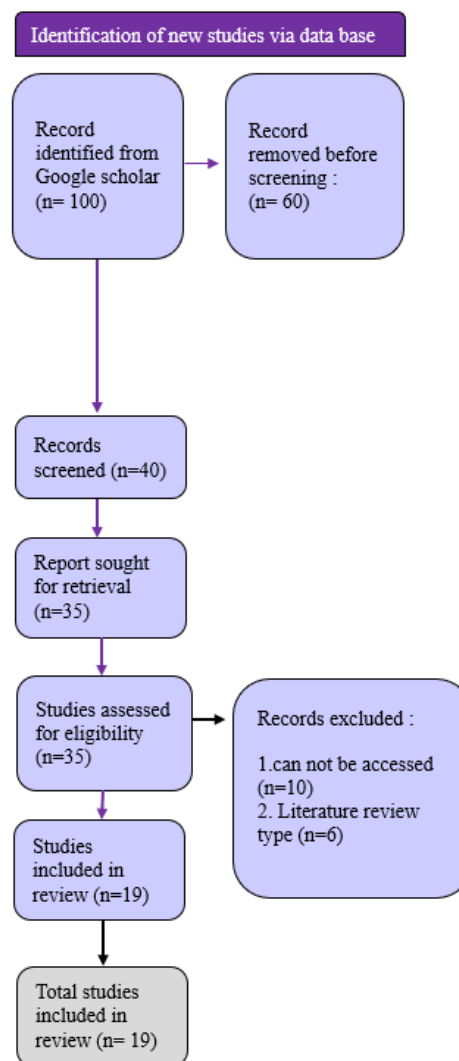 Identification of new studies via data base
Record
identified from
Google scholar
(n= 100)
Record
removed before
screening :
(n= 60)
Records
screened (n=40)
Report sought
for retrieval
(n=35)
Studies assessed
for eligibility
(n=35)
Records excluded :
1.can not be accessed
(n=10)
2. Literature review
type (n=6)
Studies
included in
review (n=19)
Total studies
included in
review (n= 19)